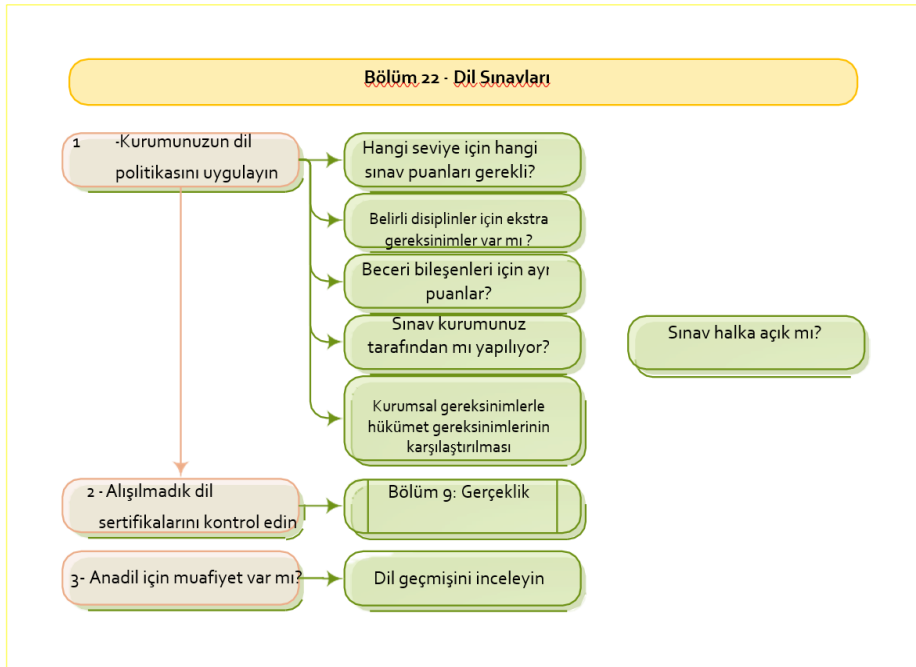 Bölüm 22 - Dil Sınavları
1 -Kurumunuzun dil
politikasını uygulayın
Hangi seviye için hangi
sınav puanları gerekli?
Belirli disiplinler için ekstra
gereksinimler var mı ?
Beceri bileşenleri için ayrı
puanlar?
Sınav kurumunuz
tarafından mı yapılıyor?
Sınav halka açık mı?
Kurumsal gereksinimlerle
hükümet gereksinimlerinin
karşılaştırılması
2 - Alışılmadık dil
sertifikalarını kontrol edin
Bölüm 9: Gerçeklik
3- Anadil için muafiyet var mı?
Dil geçmişini inceleyin